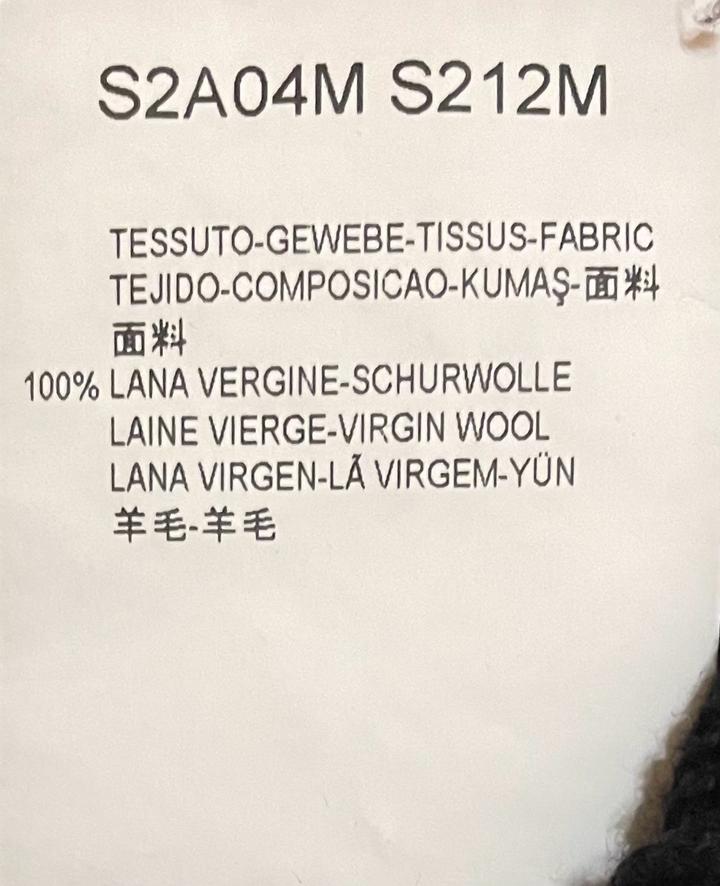 S2A04M S212M
TESSUTO-GEWEBE-TISSUS-FABRIC
TEJIDO-COMPOSICAO-KUMAŞ-面料
面料
100% LANA VERGINE-SCHURWOLLE
LAINE VIERGE-VIRGIN WOOL
LANA VIRGEN-LÃ VIRGEM-YÜN
羊毛-羊毛